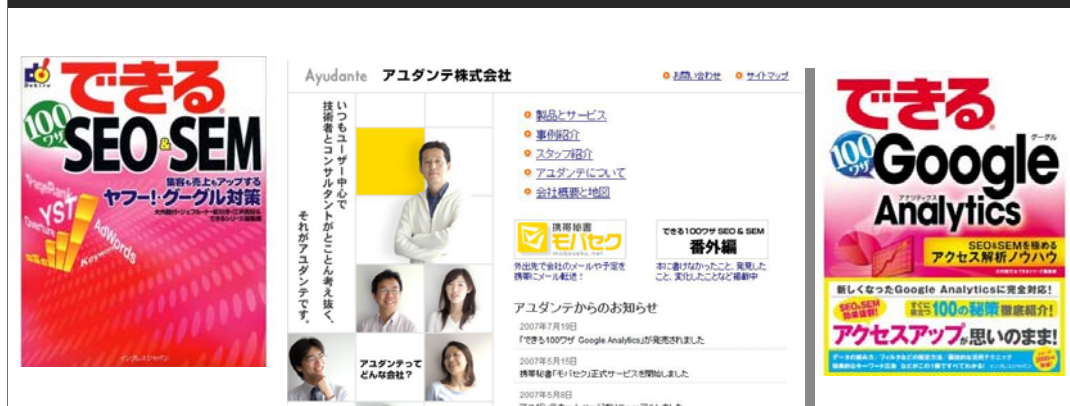 できる
100ワザ
SEO & SEM
集客も売上もアップする
ヤフー!・グーグル対策
PageRank
YST
Overture
AdWords
インプレスジャパン
Ayudante アユダンテ株式会社
お問い合わせ
サイトマップ
いつもユーザー中心で
技術者とコンサルタントがとことん考え抜く、
それがアユダンテです。
製品とサービス
事例紹介
スタッフ紹介
アユダンテについて
会社概要と地図
携帯秘書
モバセク
できる100ワザ SEO & SEM
番外編
外出先で会社のメールや予定を
携帯にメール転送!
本に書けなかったこと、発見した
こと、変化したことなど掲載中
アユダンテからのお知らせ
2007年7月19日
「できる100ワザ Google Analytics」が発売されました
2007年5月15日
携帯秘書「モバセク」正式サービスを開始しました
2007年5月8日
アユダンテって
どんな会社?
できる
100ワザ
グーグル
Google
アナリティクス
Analytics
SEO&SEMを極める
アクセス解析ノウハウ
新しくなったGoogle Analyticsに完全対応!
SEO&SEM
効果抜群!
すぐに
役立つ
100の秘策 徹底紹介!
アクセスアップが思いのまま!
インプレスジャパン